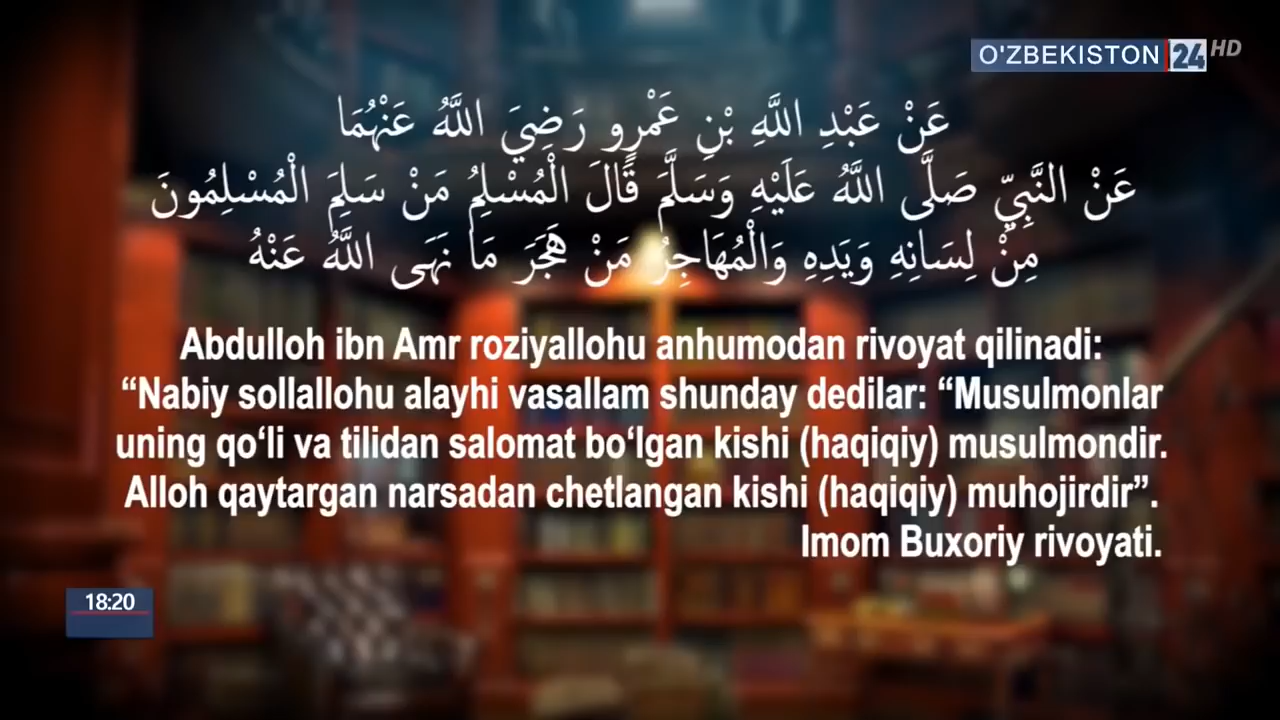 O'ZBEKISTON 24 HD
عَنْ عَبْدِ اللَّهِ بْنِ عَمْرٍو رَضِيَ اللَّهُ عَنْهُمَا
عَنْ النَّبِيِّ صَلَّى اللَّهُ عَلَيْهِ وَسَلَّمَ قَالَ الْمُسْلِمُ مَنْ سَلِمَ الْمُسْلِمُونَ
مِنْ لِسَانِهِ وَيَدِهِ وَالْمُهَاجِرُ مَنْ هَجَرَ مَا نَهَى اللَّهُ عَنْهُ
Abdulloh ibn Amr roziyallohu anhumodan rivoyat qilinadi:
“Nabiy sollallohu alayhi vasallam shunday dedilar: “Musulmonlar
uning qo‘li va tilidan salomat bo‘lgan kishi (haqiqiy) musulmondir.
Alloh qaytargan narsadan chetlangan kishi (haqiqiy) muhojirdir”.
Imom Buxoriy rivoyati.
18:20